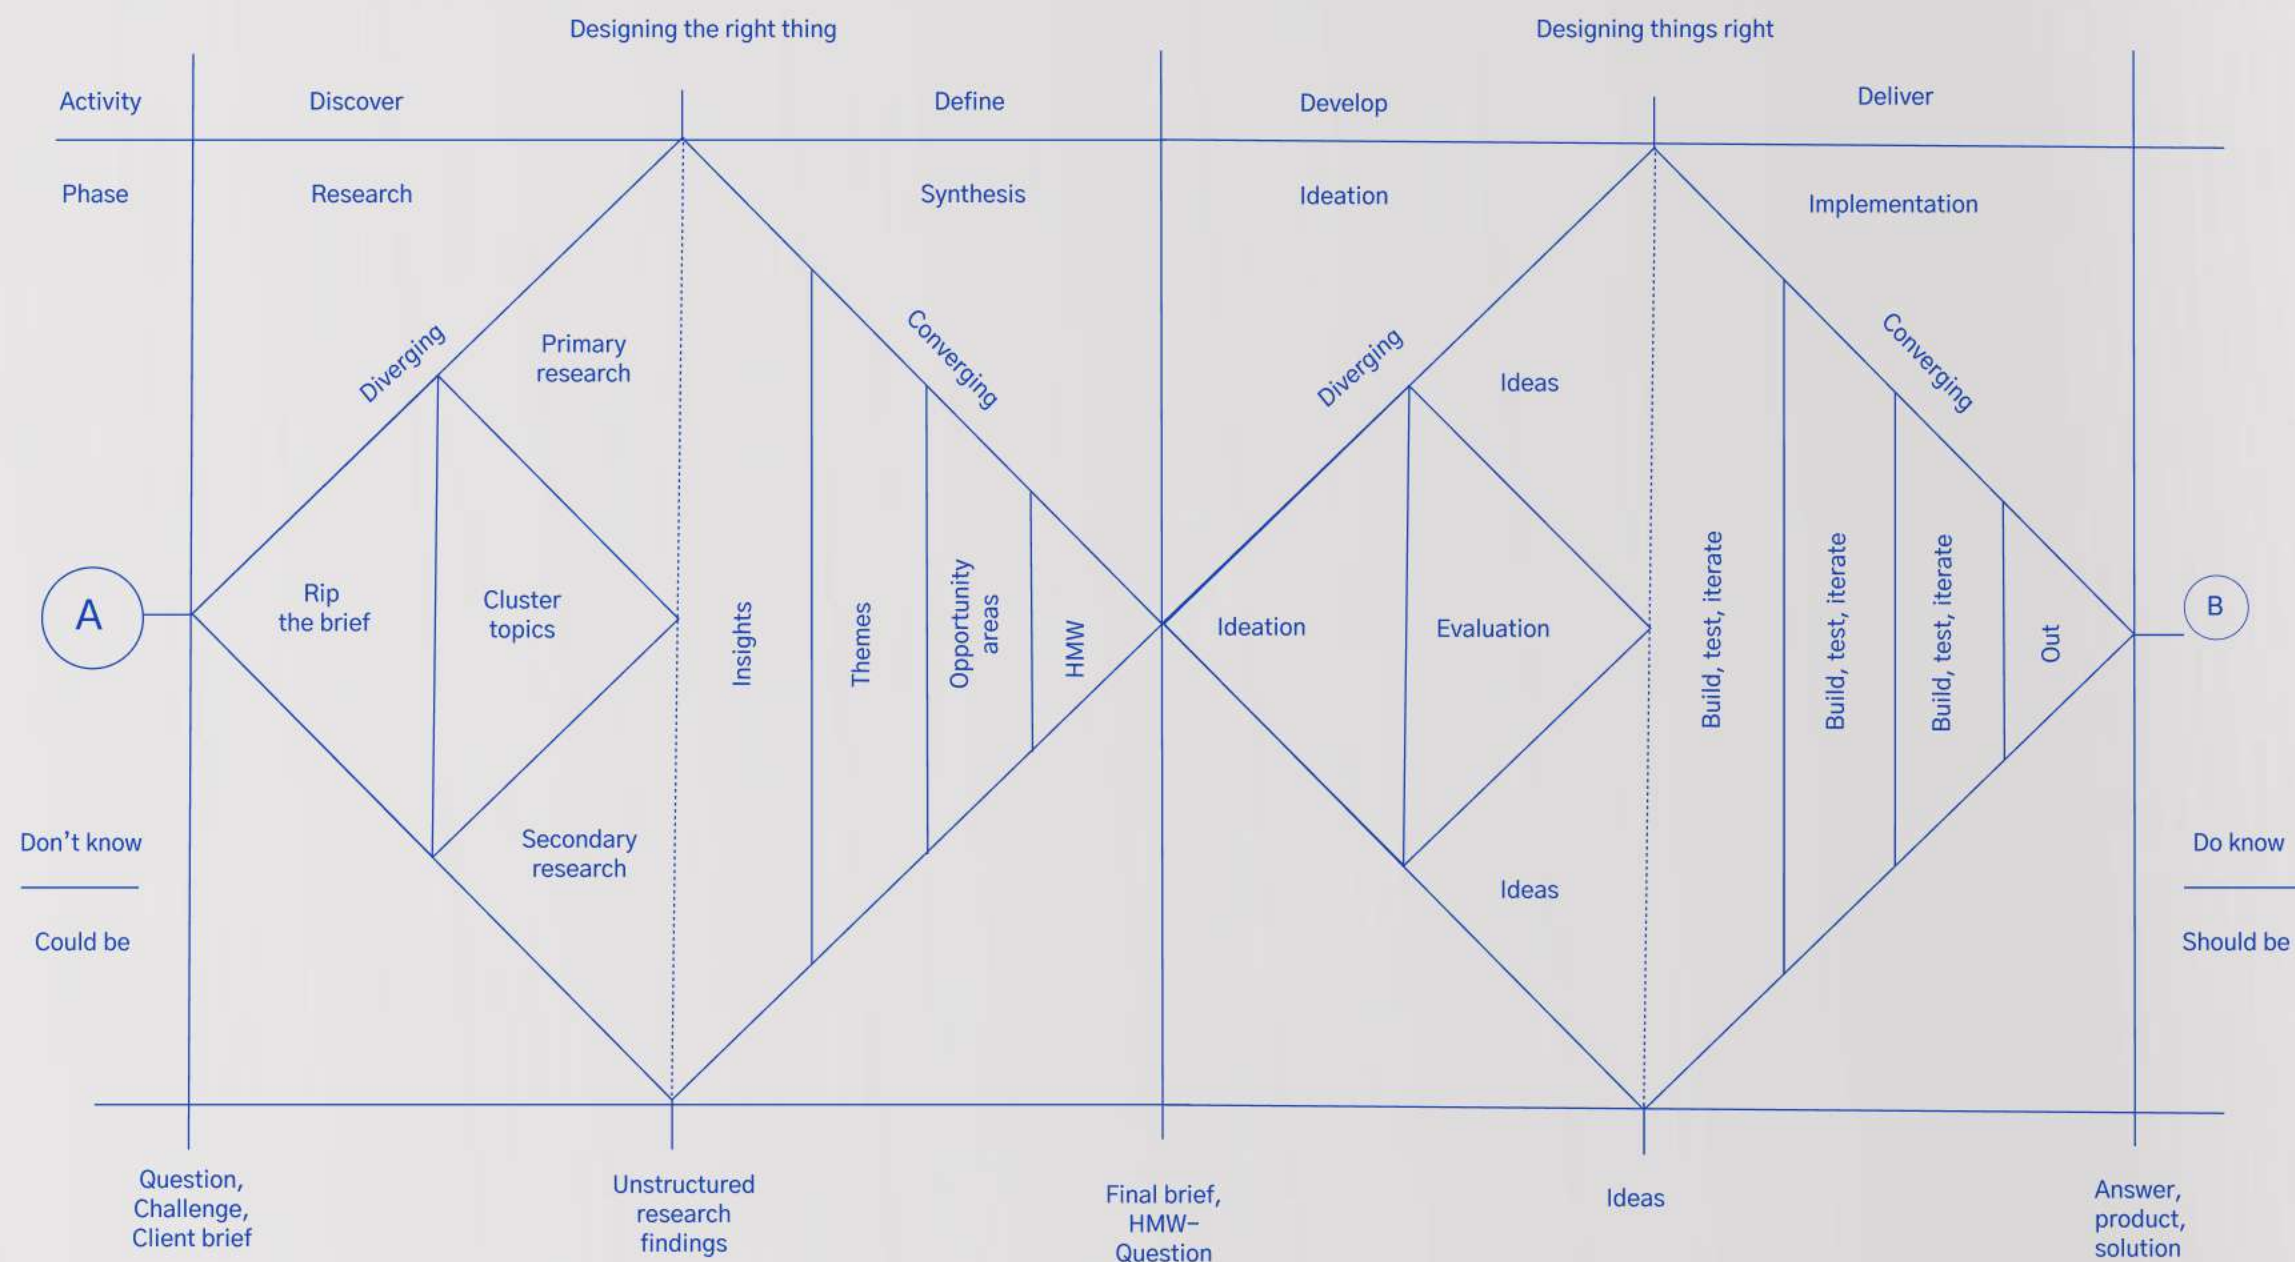 Designing the right thing
Designing things right
Activity
Discover
Define
Develop
Deliver
Phase
Research
Synthesis
Ideation
Implementation
Diverging
Primary
research
Converging
Diverging
Ideas
Converging
A
Rip
the brief
Cluster
topics
Insights
Themes
Opportunity
areas
HMW
Ideation
Evaluation
Build, test, iterate
Build, test, iterate
Build, test, iterate
Out
B
Don’t know
Could be
Secondary
research
Ideas
Do know
Should be
Question,
Challenge,
Client brief
Unstructured
research
findings
Final brief,
HMW–
Question
Ideas
Answer,
product,
solution